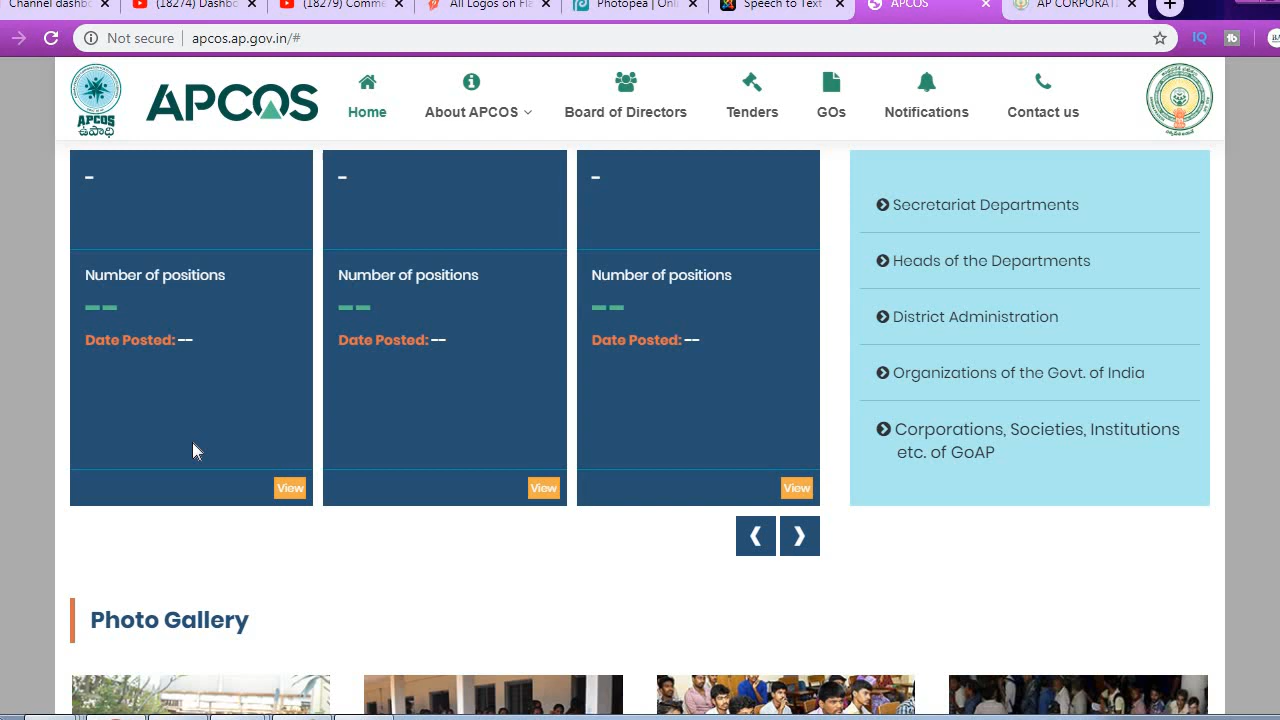 Channel dashbo
(18274) Dashbo
(18279) Comme
All Logos on Fla
Photopea | Onli
Speech to Text
APCOS
AP CORPORAT
Not secure | apcos.ap.gov.in/#
APCOS
ఉపాధి
APCOS
Home
About APCOS
Board of Directors
Tenders
GOs
Notifications
Contact us
-
-
-
Number of positions
Number of positions
Number of positions
--
--
--
Date Posted: --
Date Posted: --
Date Posted: --
View
View
View
Secretariat Departments
Heads of the Departments
District Administration
Organizations of the Govt. of India
Corporations, Societies, Institutions
etc. of GoAP
Photo Gallery